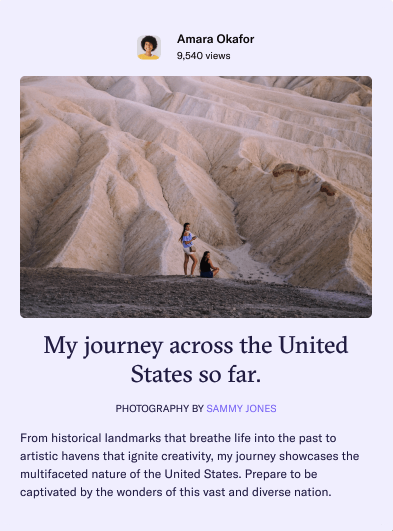 Amara Okafor
9,540 views
My journey across the United
States so far.
PHOTOGRAPHY BY SAMMY JONES
From historical landmarks that breathe life into the past to
artistic havens that ignite creativity, my journey showcases the
multifaceted nature of the United States. Prepare to be
captivated by the wonders of this vast and diverse nation.